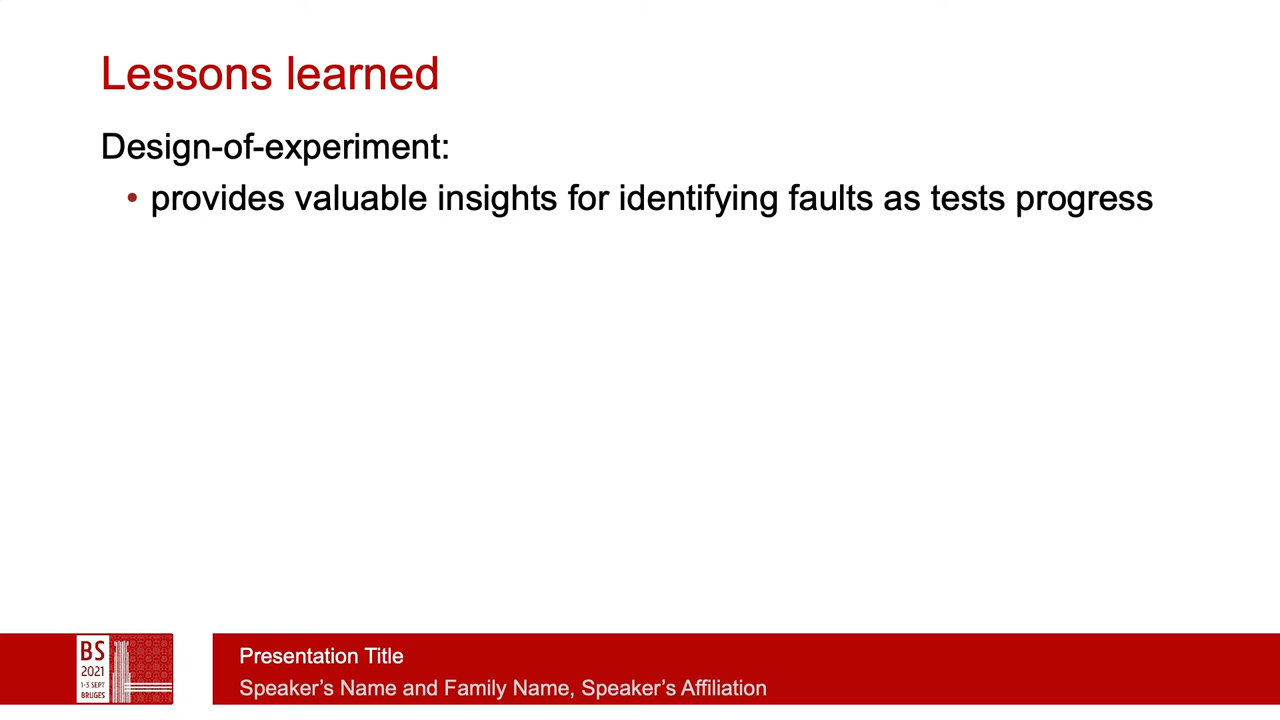 Lessons learned
Design-of-experiment:
• provides valuable insights for identifying faults as tests progress
BS
2021
1-3 SEPT
BRUGES
Presentation Title
Speaker’s Name and Family Name, Speaker’s Affiliation